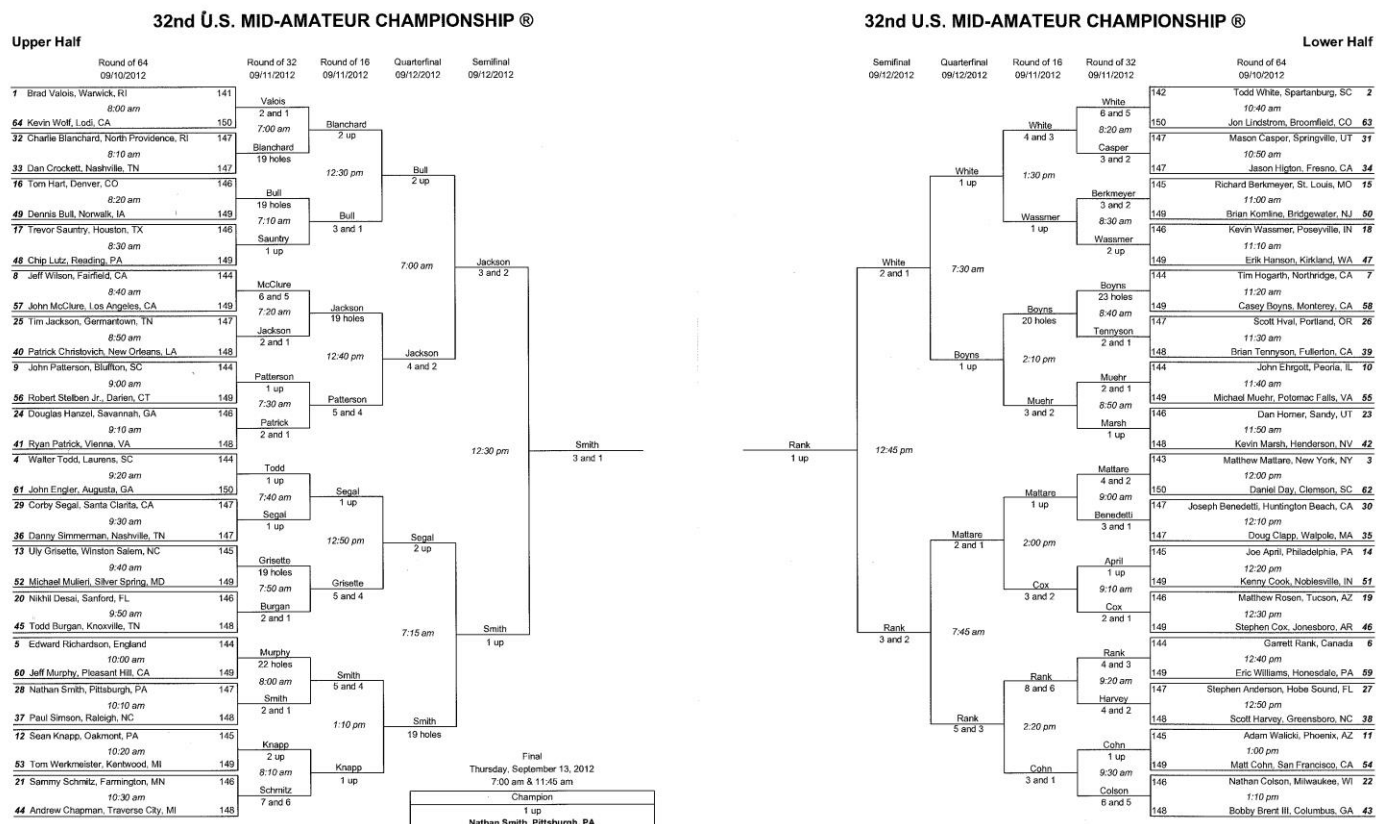 32nd U.S. MID-AMATEUR CHAMPIONSHIP ®
Upper Half
Round of 64 Round of 32 Round of 16 Quarterfinal Semifinal
09/10/2012 09/11/2012 09/11/2012 09/12/2012 09/12/2012
1 Brad Valois, Warwick, RI 141
8:00 am
64 Kevin Wolf, Lodi, CA 150
32 Charlie Blanchard, North Providence, RI 147
8:10 am
33 Dan Crockett, Nashville, TN 147
16 Tom Hart, Denver, CO 146
8:20 am
49 Dennis Bull, Norwalk, IA 149
17 Trevor Sauntry, Houston, TX 146
8:30 am
48 Chip Lutz, Reading, PA 149
8 Jeff Wilson, Fairfield, CA 144
8:40 am
57 John McClure, Los Angeles, CA 149
25 Tim Jackson, Germantown, TN 147
8:50 am
40 Patrick Christovich, New Orleans, LA 148
9 John Patterson, Bluffton, SC 144
9:00 am
56 Robert Stelben Jr., Darien, CT 149
24 Douglas Hanzel, Savannah, GA 146
9:10 am
41 Ryan Patrick, Vienna, VA 148
4 Walter Todd, Laurens, SC 144
9:20 am
61 John Engler, Augusta, GA 150
29 Corby Segal, Santa Clarita, CA 147
9:30 am
36 Danny Simmerman, Nashville, TN 147
13 Uly Grisette, Winston Salem, NC 145
9:40 am
52 Michael Mulieri, Silver Spring, MD 149
20 Nikhil Desai, Sanford, FL 146
9:50 am
45 Todd Burgan, Knoxville, TN 148
5 Edward Richardson, England 144
10:00 am
60 Jeff Murphy, Pleasant Hill, CA 149
28 Nathan Smith, Pittsburgh, PA 147
10:10 am
37 Paul Simson, Raleigh, NC 148
12 Sean Knapp, Oakmont, PA 145
10:20 am
53 Tom Werkmeister, Kentwood, MI 149
21 Sammy Schmitz, Farmington, MN 146
10:30 am
44 Andrew Chapman, Traverse City, MI 148
Valois
2 and 1
7:00 am
Blanchard
19 holes
Bull
19 holes
7:10 am
Sauntry
1 up
McClure
6 and 5
7:20 am
Jackson
2 and 1
Patterson
1 up
7:30 am
Patrick
2 and 1
Todd
1 up
7:40 am
Segal
1 up
Grisette
19 holes
7:50 am
Burgan
2 and 1
Murphy
22 holes
8:00 am
Smith
2 and 1
Knapp
2 up
8:10 am
Schmitz
7 and 6
Blanchard
2 up
12:30 pm
Bull
3 and 1
Jackson
19 holes
12:40 pm
Patterson
5 and 4
Segal
1 up
12:50 pm
Grisette
5 and 4
Smith
5 and 4
1:10 pm
Knapp
1 up
Bull
2 up
7:00 am
Jackson
4 and 2
Segal
2 up
7:15 am
Smith
19 holes
Jackson
3 and 2
12:30 pm
Smith
1 up
Smith
3 and 1
Final
Thursday, September 13, 2012
7:00 am & 11:45 am
Champion
1 up
Nathan Smith, Pittsburgh, PA
32nd U.S. MID-AMATEUR CHAMPIONSHIP ®
Lower Half
Semifinal Quarterfinal Round of 16 Round of 32 Round of 64
09/12/2012 09/12/2012 09/11/2012 09/11/2012 09/10/2012
Rank
1 up
White
2 and 1
12:45 pm
Rank
3 and 2
White
1 up
7:30 am
Boyns
1 up
Mattare
2 and 1
7:45 am
Rank
5 and 3
White
4 and 3
1:30 pm
Wassmer
1 up
Boyns
20 holes
2:10 pm
Muehr
3 and 2
Mattare
1 up
2:00 pm
Cox
3 and 2
Rank
8 and 6
2:20 pm
Cohn
3 and 1
White
6 and 5
8:20 am
Casper
3 and 2
Berkmeyer
3 and 2
8:30 am
Wassmer
2 up
Boyns
23 holes
8:40 am
Tennyson
2 and 1
Muehr
2 and 1
8:50 am
Marsh
1 up
Mattare
4 and 2
9:00 am
Benedetti
3 and 1
April
1 up
9:10 am
Cox
2 and 1
Rank
4 and 3
9:20 am
Harvey
4 and 2
Cohn
1 up
9:30 am
Colson
6 and 5
142 Todd White, Spartanburg, SC 2
10:40 am
150 Jon Lindstrom, Broomfield, CO 63
147 Mason Casper, Springville, UT 31
10:50 am
147 Jason Higton, Fresno, CA 34
145 Richard Berkmeyer, St. Louis, MO 15
11:00 am
149 Brian Komline, Bridgewater, NJ 50
146 Kevin Wassmer, Poseyville, IN 18
11:10 am
149 Erik Hanson, Kirkland, WA 47
144 Tim Hogarth, Northridge, CA 7
11:20 am
149 Casey Boyns, Monterey, CA 58
147 Scott Hval, Portland, OR 26
11:30 am
148 Brian Tennyson, Fullerton, CA 39
144 John Ehrgott, Peoria, IL 10
11:40 am
149 Michael Muehr, Potomac Falls, VA 55
146 Dan Horner, Sandy, UT 23
11:50 am
148 Kevin Marsh, Henderson, NV 42
143 Matthew Mattare, New York, NY 3
12:00 pm
150 Daniel Day, Clemson, SC 62
147 Joseph Benedetti, Huntington Beach, CA 30
12:10 pm
147 Doug Clapp, Walpole, MA 35
145 Joe April, Philadelphia, PA 14
12:20 pm
149 Kenny Cook, Noblesville, IN 51
146 Matthew Rosen, Tucson, AZ 19
12:30 pm
149 Stephen Cox, Jonesboro, AR 46
144 Garrett Rank, Canada 6
12:40 pm
149 Eric Williams, Honesdale, PA 59
147 Stephen Anderson, Hobe Sound, FL 27
12:50 pm
148 Scott Harvey, Greensboro, NC 38
145 Adam Walicki, Phoenix, AZ 11
1:00 pm
149 Matt Cohn, San Francisco, CA 54
146 Nathan Colson, Milwaukee, WI 22
1:10 pm
148 Bobby Brent III, Columbus, GA 43